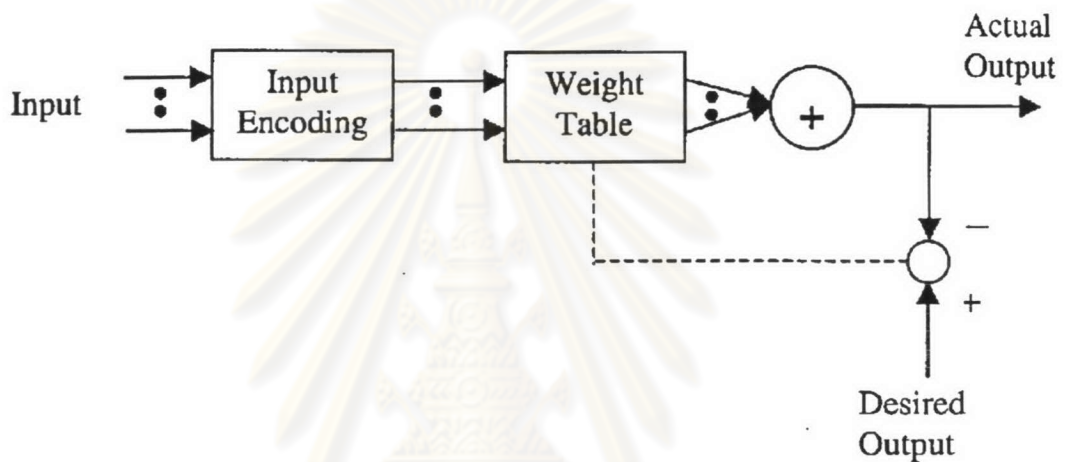 Actual
Output
Input
Input
Encoding
Weight
Table
+
−
+
Desired
Output